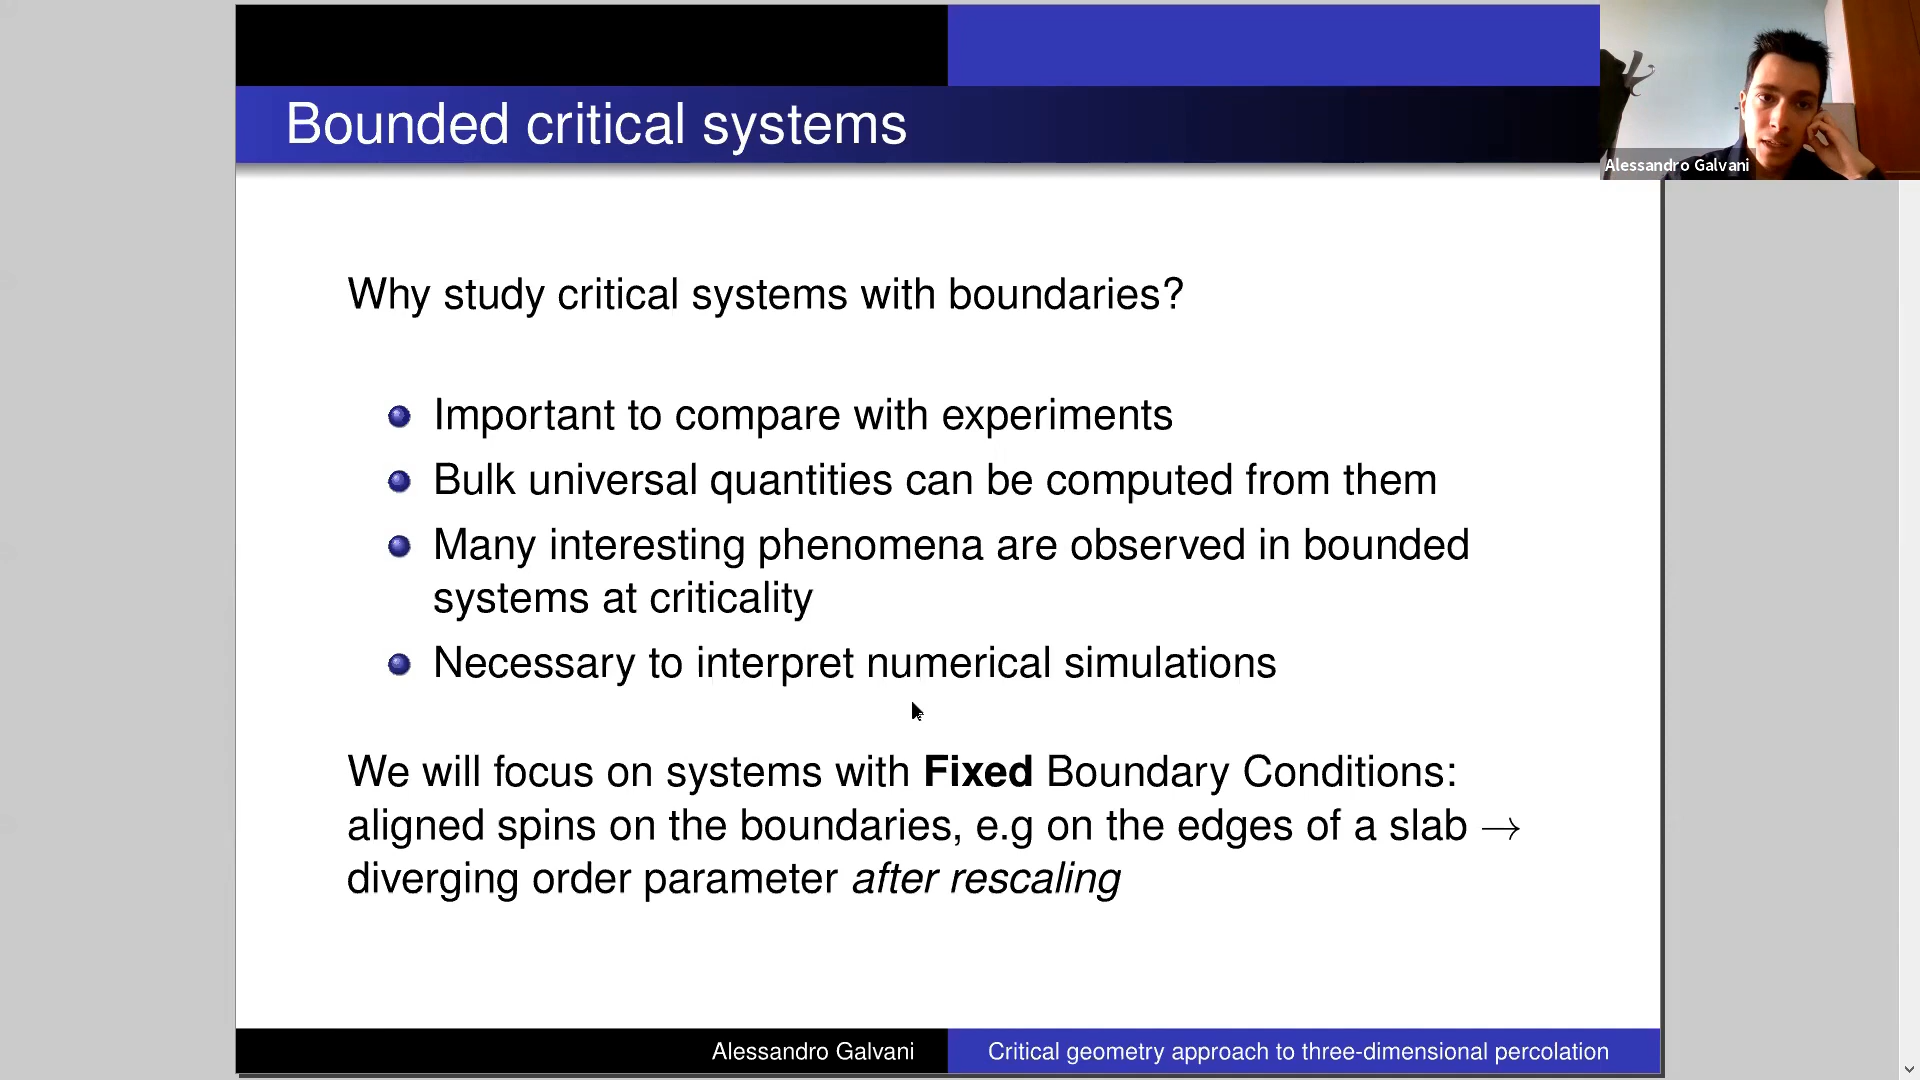 Bounded critical systems
Alessandro Galvani
Why study critical systems with boundaries?
Important to compare with experiments
Bulk universal quantities can be computed from them
Many interesting phenomena are observed in bounded
systems at criticality
Necessary to interpret numerical simulations
We will focus on systems with Fixed Boundary Conditions:
aligned spins on the boundaries, e.g on the edges of a slab →
diverging order parameter after rescaling
Alessandro Galvani
Critical geometry approach to three-dimensional percolation